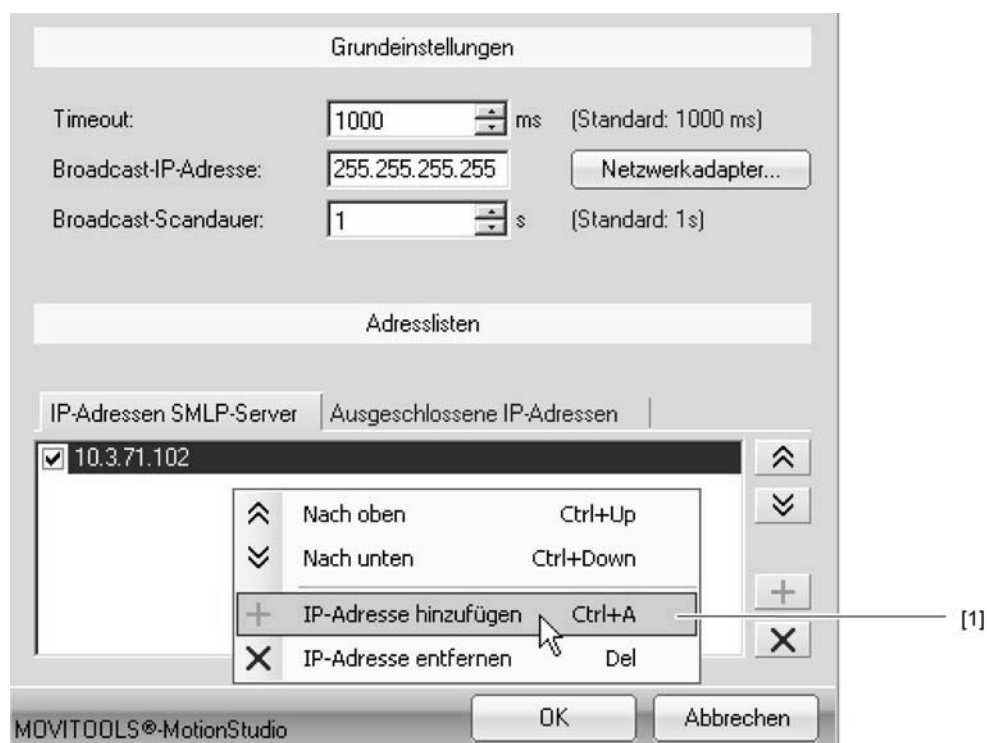 Grundeinstellungen
Timeout: 1000 ms (Standard: 1000 ms)
Broadcast-IP-Adresse: 255.255.255.255 Netzwerkadapter...
Broadcast-Scandauer: 1 s (Standard: 1s)
Adresslisten
IP-Adressen SMLP-Server Ausgeschlossene IP-Adressen
10.3.71.102
Nach oben Ctrl+Up
Nach unten Ctrl+Down
IP-Adresse hinzufügen Ctrl+A [1]
IP-Adresse entfernen Del
MOVITOOLS®-MotionStudio OK Abbrechen